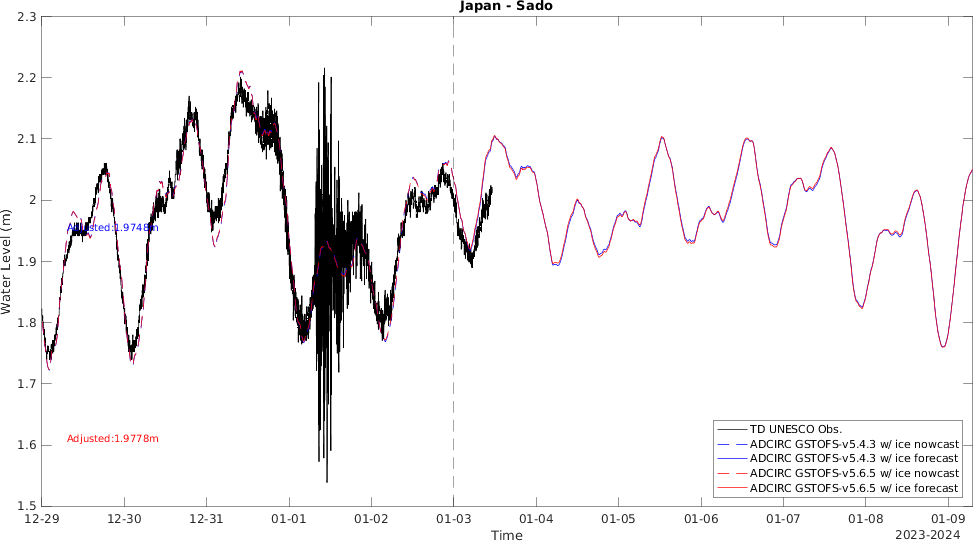 Japan - Sado
2.3
2.2
2.1
2
1.9
1.8
1.7
1.6
1.5
Water Level (m)
Adjusted:1.9748m
Adjusted:1.9778m
TD UNESCO Obs.
ADCIRC GSTOFS-v5.4.3 w/ ice nowcast
ADCIRC GSTOFS-v5.4.3 w/ ice forecast
ADCIRC GSTOFS-v5.6.5 w/ ice nowcast
ADCIRC GSTOFS-v5.6.5 w/ ice forecast
12-29 12-30 12-31 01-01 01-02 01-03 01-04 01-05 01-06 01-07 01-08 01-09
Time
2023-2024